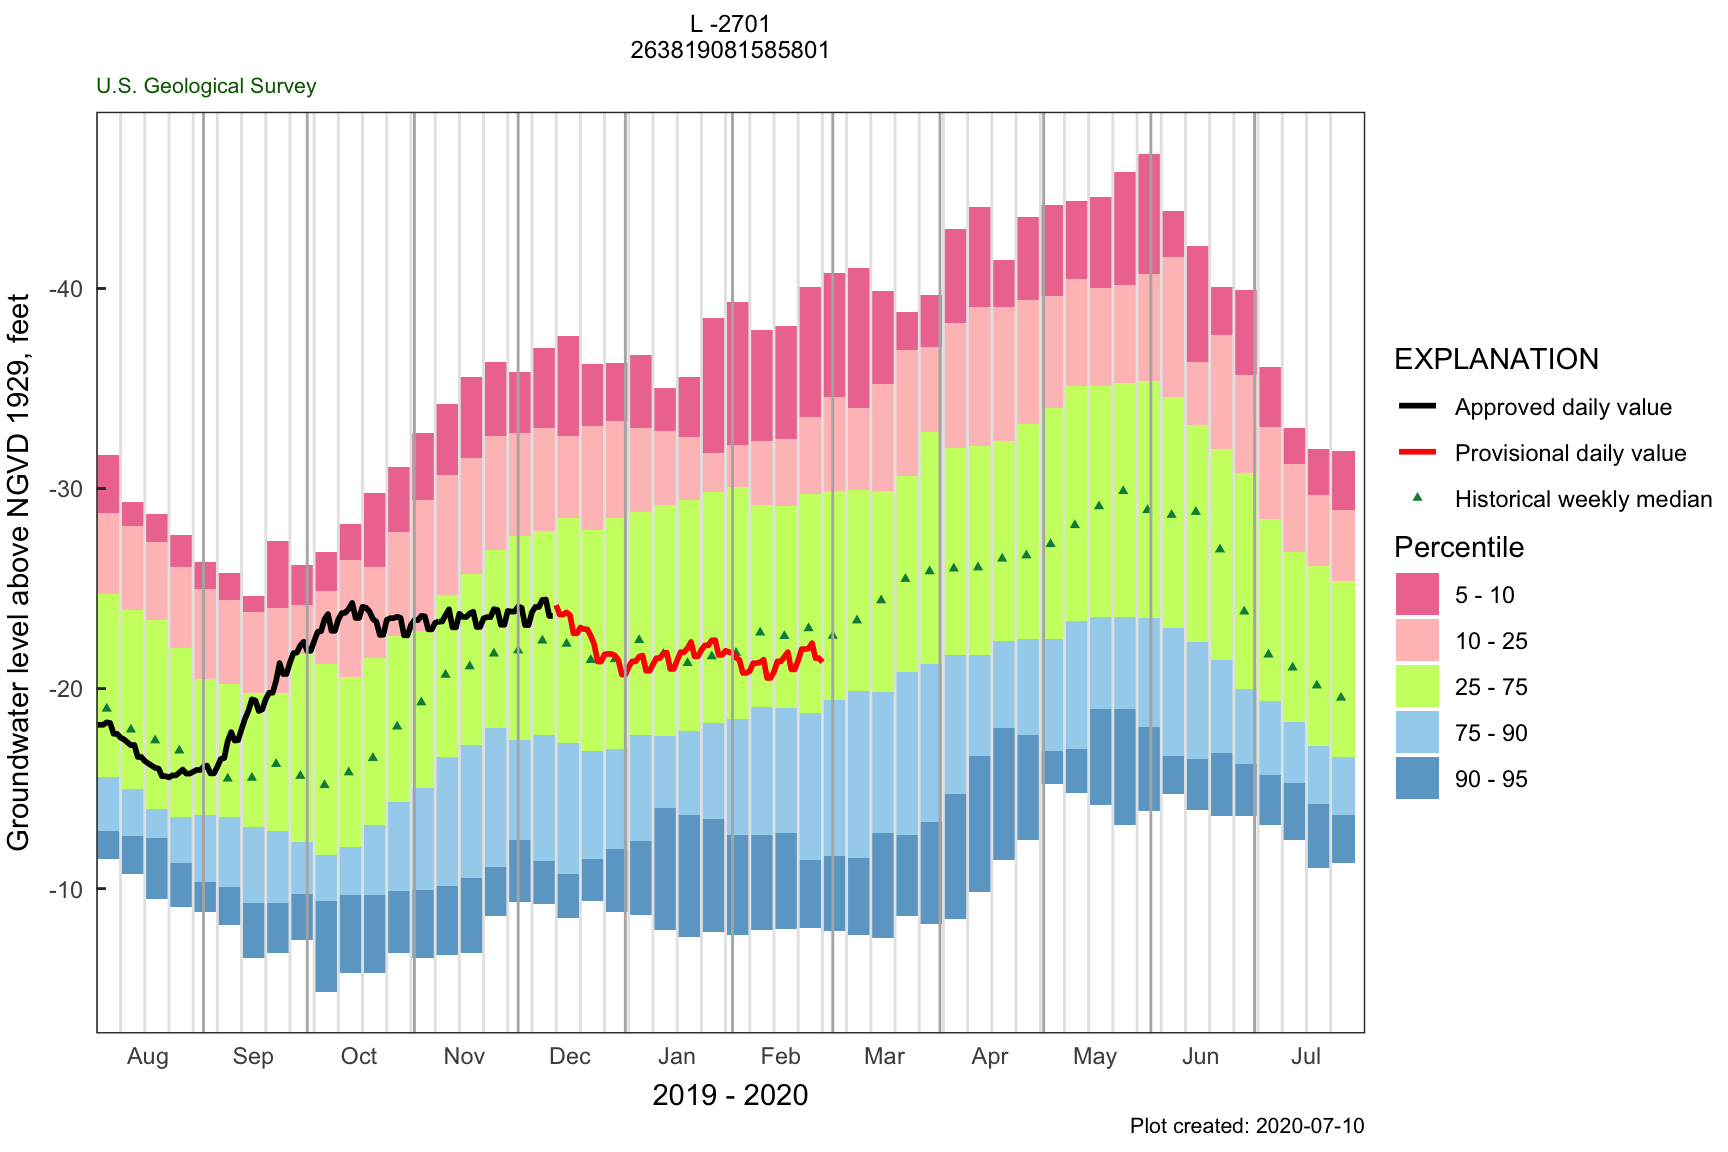 L -2701
263819081585801
U.S. Geological Survey
Groundwater level above NGVD 1929, feet
-40
-30
-20
-10
Aug Sep Oct Nov Dec Jan Feb Mar Apr May Jun Jul
2019 - 2020
EXPLANATION
Approved daily value
Provisional daily value
Historical weekly median
Percentile
5 - 10
10 - 25
25 - 75
75 - 90
90 - 95
Plot created: 2020-07-10